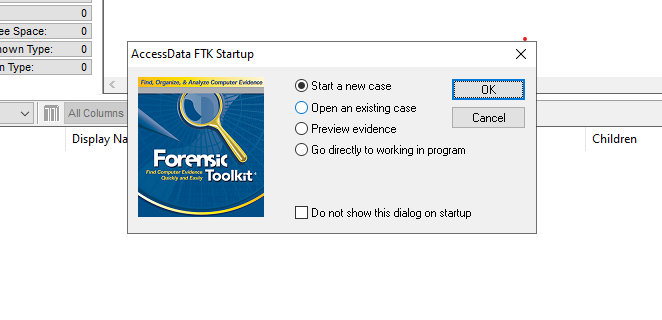 0
0
ee Space: 0
nown Type: 0
n Type: 0
All Columns
Display Na
Children
AccessData FTK Startup
Find, Organize, & Analyze Computer Evidence
Forensic
Toolkit
Find Computer Evidence
Quickly and Easily
Start a new case
Open an existing case
Preview evidence
Go directly to working in program
Do not show this dialog on startup
OK
Cancel